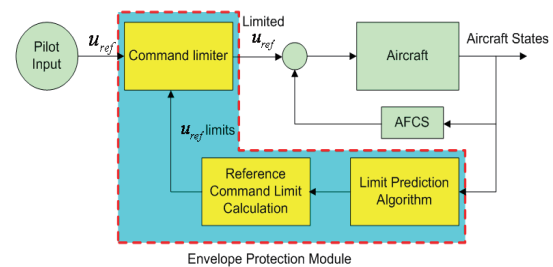 Pilot
Input
u_ref
Command limiter
Limited
u_ref
Aircraft
Aircraft States
AFCS
u_ref limits
Reference
Command Limit
Calculation
Limit Prediction
Algorithm
Envelope Protection Module